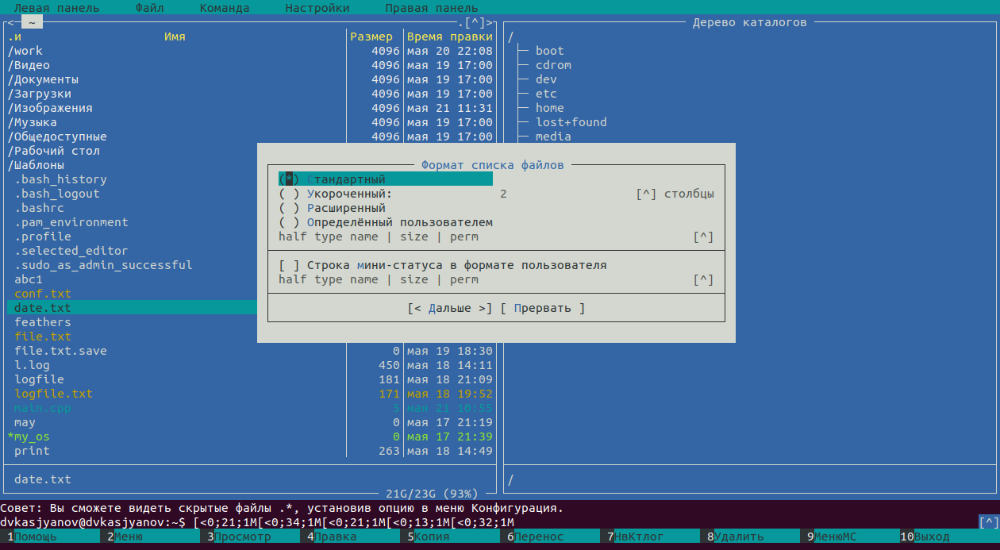 Левая панель Файл Команда Настройки Правая панель
<─ ~ .[^]> Дерево каталогов
.и Имя Размер Время правки /
/work 4096 мая 20 22:08 boot
/Видео 4096 мая 19 17:00 cdrom
/Документы 4096 мая 19 17:00 dev
/Загрузки 4096 мая 19 17:00 etc
/Изображения 4096 мая 21 11:31 home
/Музыка 4096 мая 19 17:00 lost+found
/Общедоступные 4096 мая 19 17:00 media
/Рабочий стол
/Шаблоны Формат списка файлов
.bash_history (*) Стандартный
.bash_logout ( ) Укороченный: 2 [^] столбцы
.bashrc ( ) Расширенный
.pam_environment ( ) Определённый пользователем
.profile half type name | size | perm [^]
.selected_editor
.sudo_as_admin_successful [ ] Строка мини-статуса в формате пользователя
abc1 half type name | size | perm [^]
conf.txt
date.txt [< Дальше >] [ Прервать ]
feathers
file.txt
file.txt.save 0 мая 19 18:30
l.log 450 мая 18 14:11
logfile 181 мая 18 21:09
logfile.txt 171 мая 18 19:52
main.cpp 5 мая 21 10:55
may 0 мая 17 21:19
*my_os 0 мая 17 21:39
print 263 мая 18 14:49
date.txt /
21G/23G (93%)
Совет: Вы сможете видеть скрытые файлы .*, установив опцию в меню Конфигурация.
dvkasjyanov@dvkasjyanov:~$ [<0;21;1M[<0;34;1M[<0;21;1M[<0;13;1M[<0;32;1M [^]
1Помощь 2Меню 3Просмотр 4Правка 5Копия 6Перенос 7НвКтлог 8Удалить 9МенюМС 10Выход